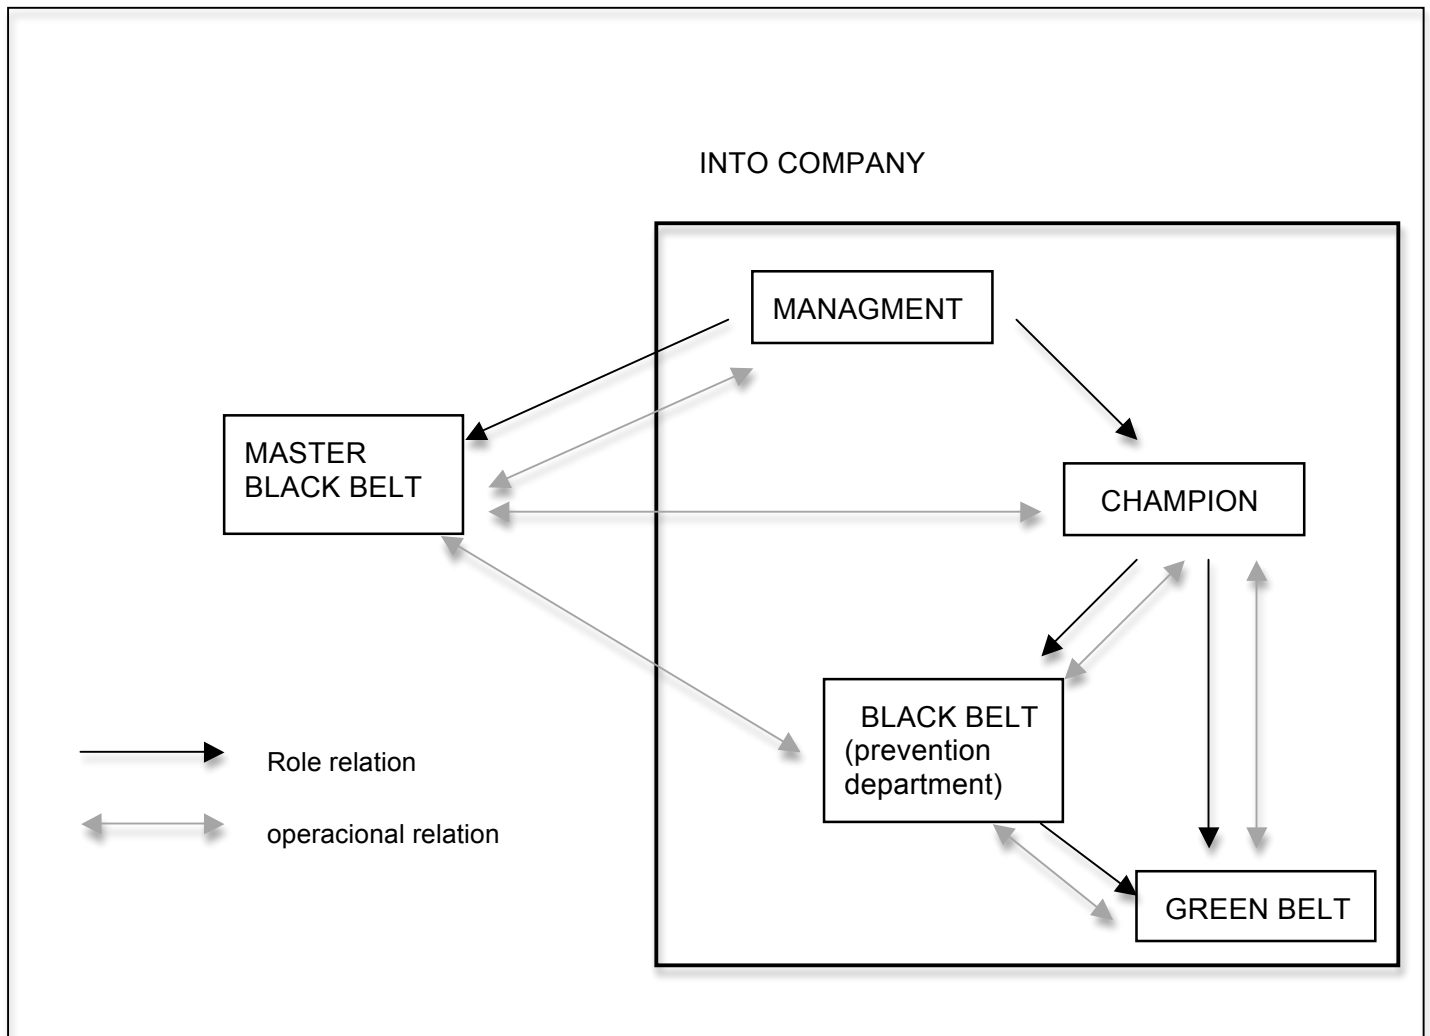 INTO COMPANY
MANAGMENT
MASTER
BLACK BELT
CHAMPION
BLACK BELT
(prevention
department)
GREEN BELT
Role relation
operacional relation